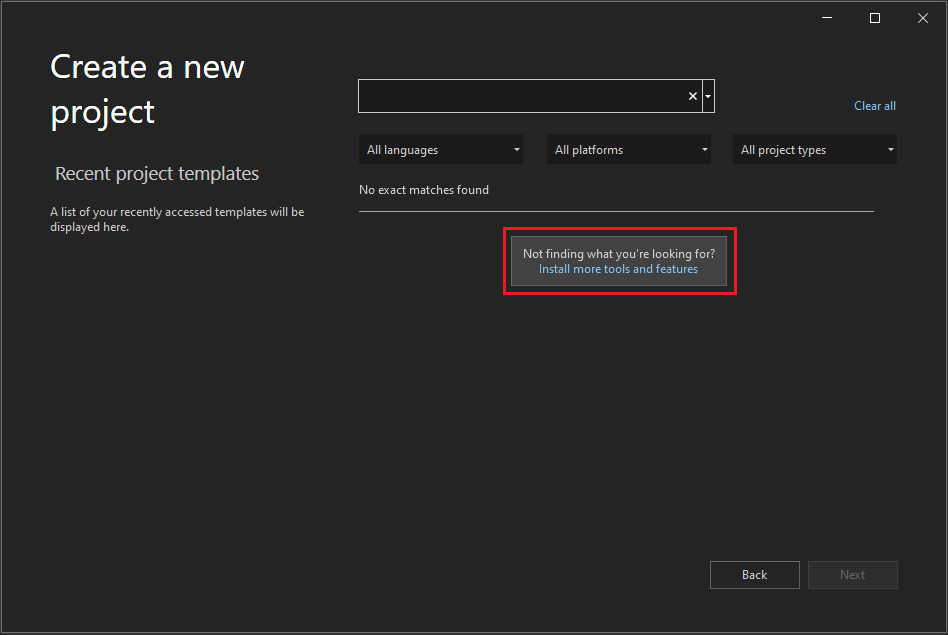 Create a new
project
Clear all
All languages
All platforms
All project types
Recent project templates
No exact matches found
A list of your recently accessed templates will be
displayed here.
Not finding what you're looking for?
Install more tools and features
Back
Next